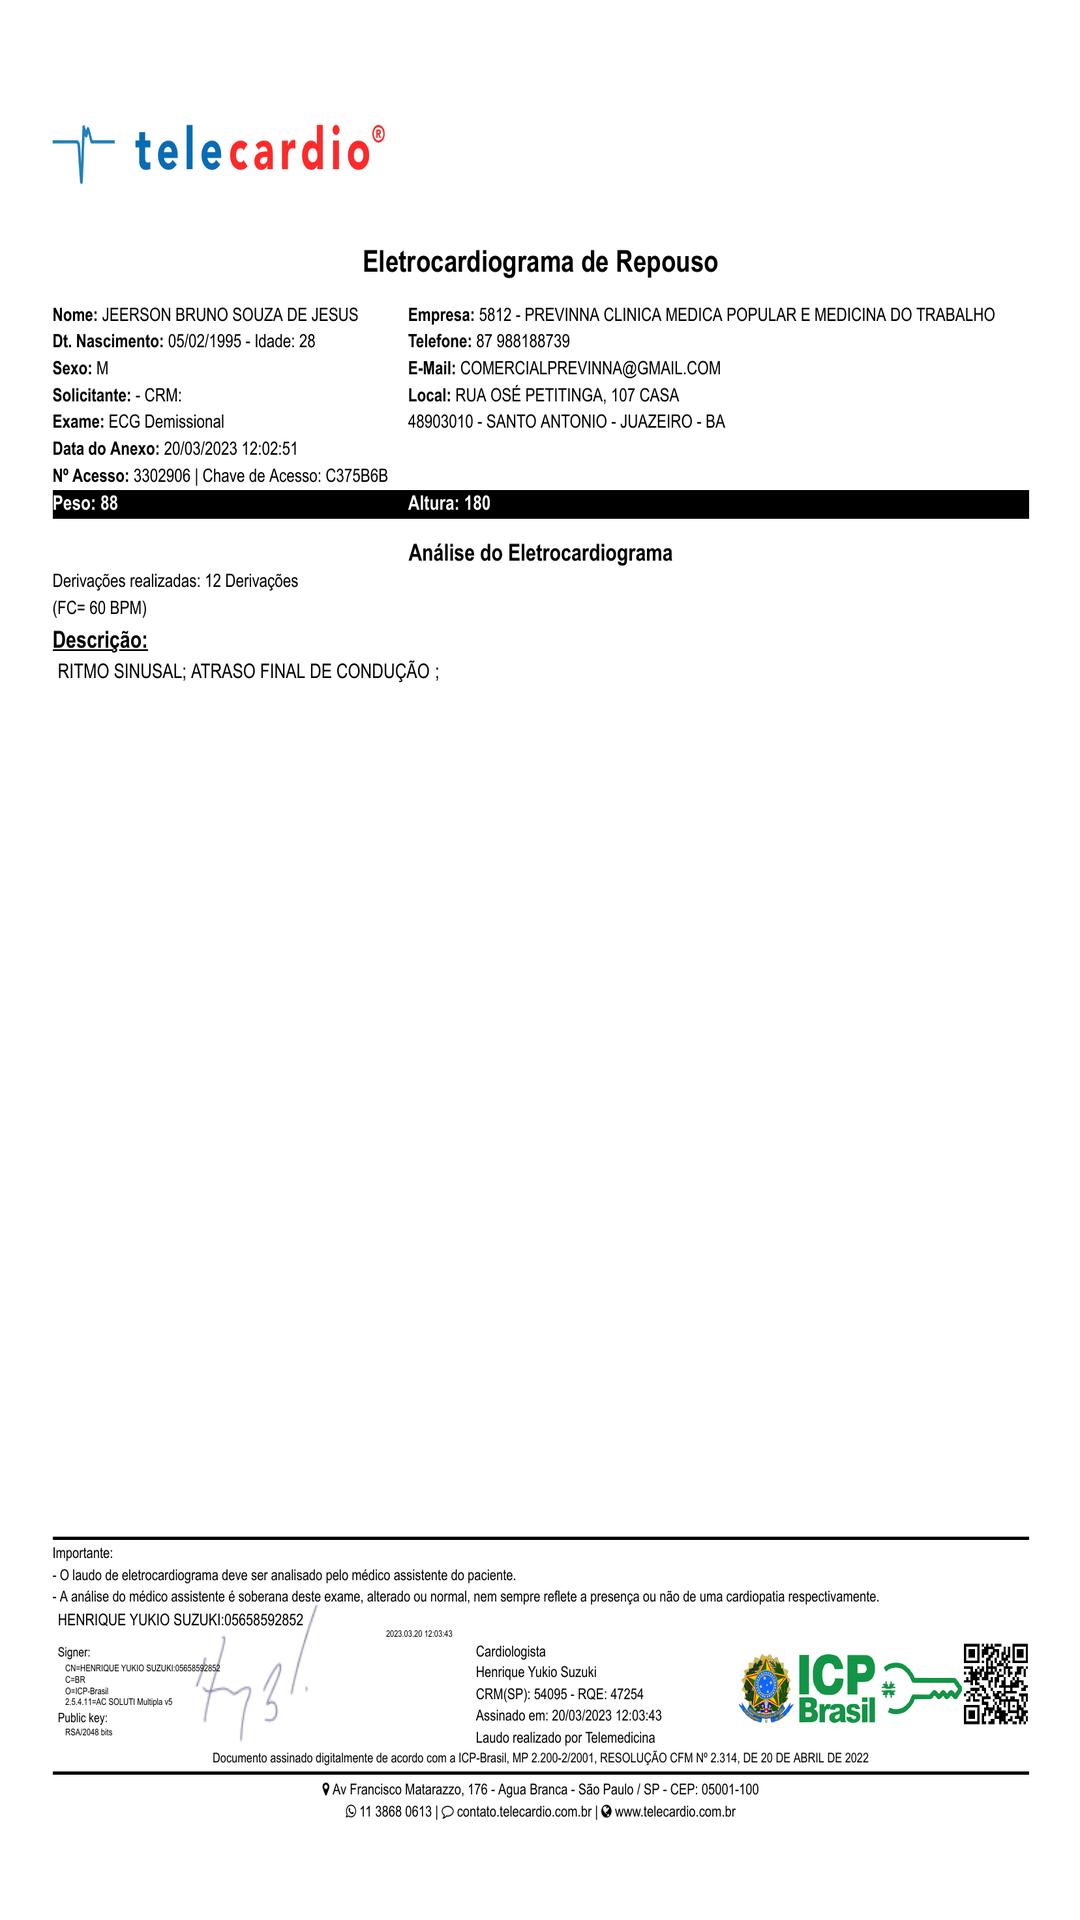 telecardio®
Eletrocardiograma de Repouso
Nome: JEERSON BRUNO SOUZA DE JESUS
Dt. Nascimento: 05/02/1995 - Idade: 28
Sexo: M
Solicitante: - CRM:
Exame: ECG Demissional
Data do Anexo: 20/03/2023 12:02:51
Nº Acesso: 3302906 | Chave de Acesso: C375B6B
Empresa: 5812 - PREVINNA CLINICA MEDICA POPULAR E MEDICINA DO TRABALHO
Telefone: 87 988188739
E-Mail: COMERCIALPREVINNA@GMAIL.COM
Local: RUA OSÉ PETITINGA, 107 CASA
48903010 - SANTO ANTONIO - JUAZEIRO - BA
Peso: 88
Altura: 180
Análise do Eletrocardiograma
Derivações realizadas: 12 Derivações
(FC= 60 BPM)
Descrição:
RITMO SINUSAL; ATRASO FINAL DE CONDUÇÃO ;
Importante:
- O laudo de eletrocardiograma deve ser analisado pelo médico assistente do paciente.
- A análise do médico assistente é soberana deste exame, alterado ou normal, nem sempre reflete a presença ou não de uma cardiopatia respectivamente.
HENRIQUE YUKIO SUZUKI:05658592852
2023.03.20 12:03:43
Signer:
CN=HENRIQUE YUKIO SUZUKI:05658592852
C=BR
O=ICP-Brasil
2.5.4.11=AC SOLUTI Multipla v5
Public key:
RSA/2048 bits
Cardiologista
Henrique Yukio Suzuki
CRM(SP): 54095 - RQE: 47254
Assinado em: 20/03/2023 12:03:43
Laudo realizado por Telemedicina
ICP
Brasil
Documento assinado digitalmente de acordo com a ICP-Brasil, MP 2.200-2/2001, RESOLUÇÃO CFM Nº 2.314, DE 20 DE ABRIL DE 2022
Av Francisco Matarazzo, 176 - Agua Branca - São Paulo / SP - CEP: 05001-100
11 3868 0613 | contato.telecardio.com.br | www.telecardio.com.br